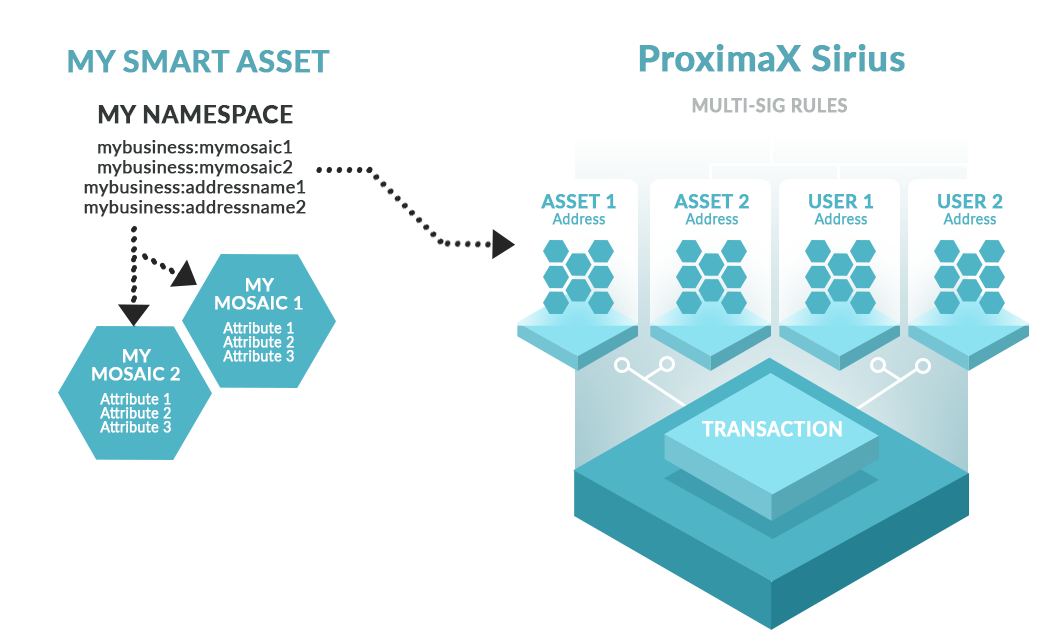 MY SMART ASSET
MY NAMESPACE
mybusiness:mymosaic1
mybusiness:mymosaic2
mybusiness:addressname1
mybusiness:addressname2
MY
MOSAIC 1
Attribute 1
Attribute 2
Attribute 3
MY
MOSAIC 2
Attribute 1
Attribute 2
Attribute 3
ProximaX Sirius
MULTI-SIG RULES
ASSET 1
Address
ASSET 2
Address
USER 1
Address
USER 2
Address
TRANSACTION